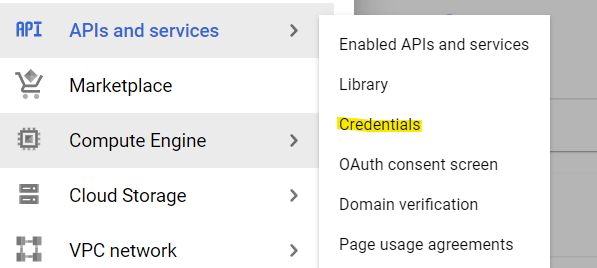 API APIs and services
Marketplace
Compute Engine
Cloud Storage
VPC network
Enabled APIs and services
Library
Credentials
OAuth consent screen
Domain verification
Page usage agreements